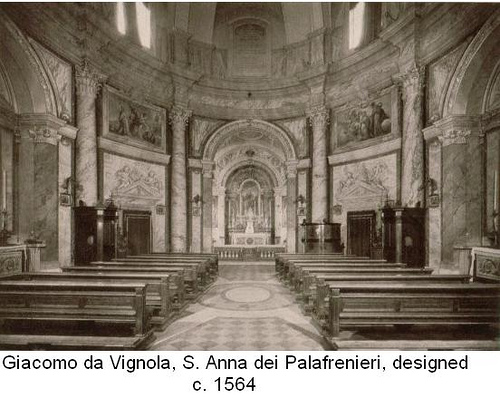 Giacomo da Vignola, S. Anna dei Palafrenieri, designed
c. 1564